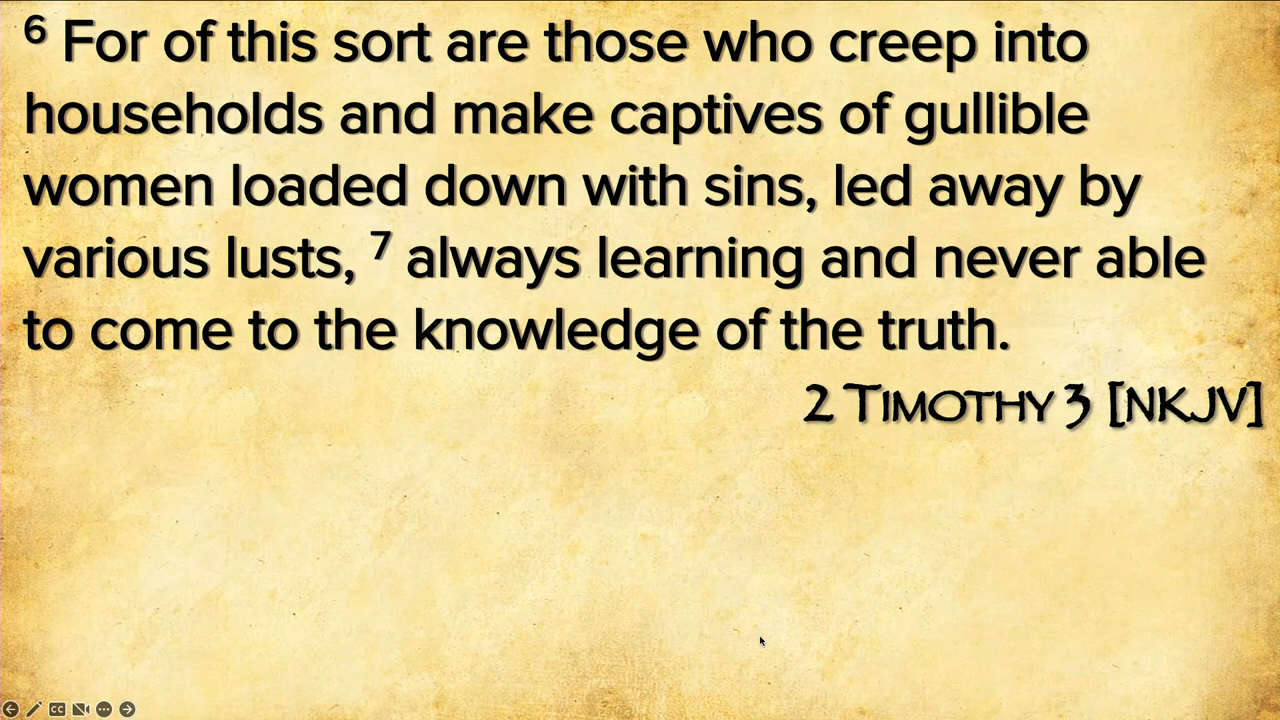 ⁶ For of this sort are those who creep into
households and make captives of gullible
women loaded down with sins, led away by
various lusts, ⁷ always learning and never able
to come to the knowledge of the truth.
2 Timothy 3 [NKJV]
CC